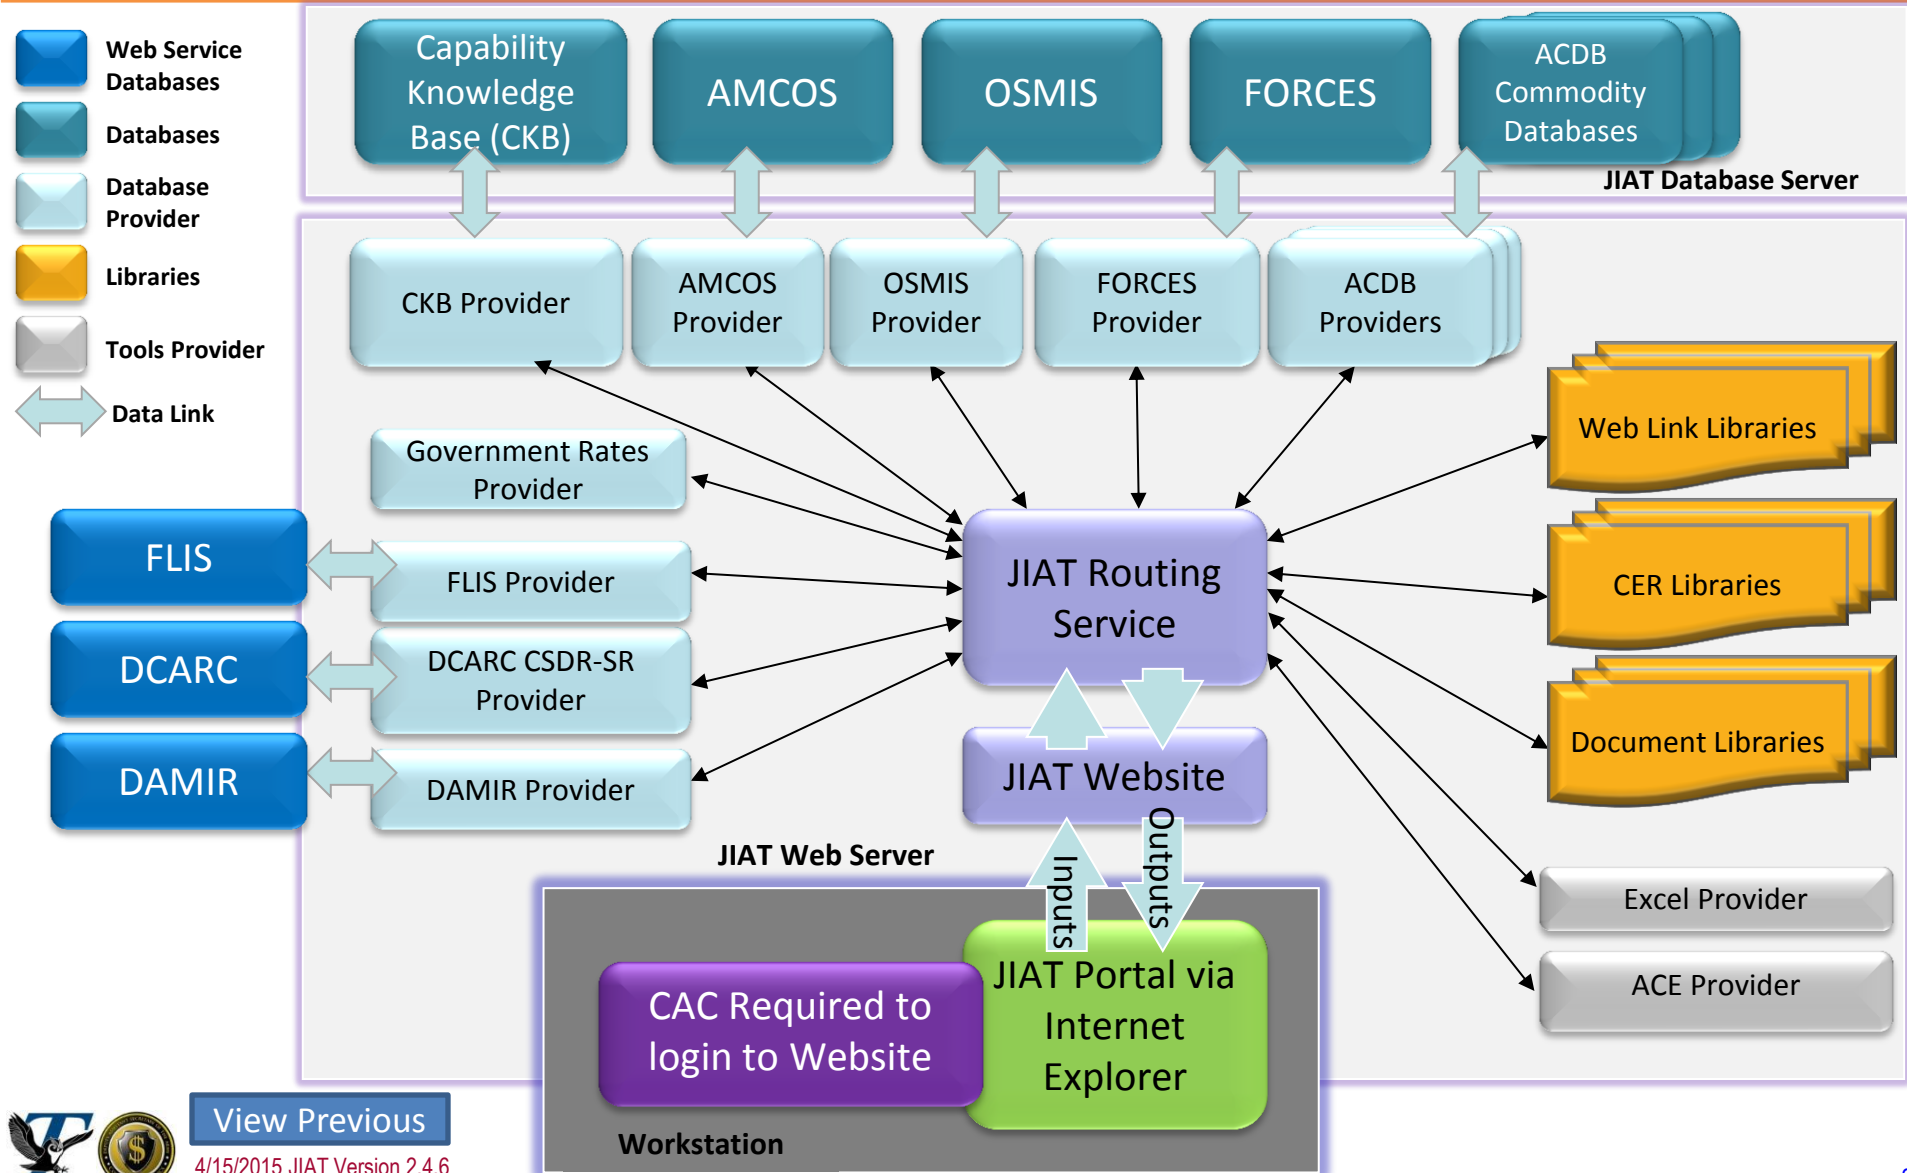 Web Service
Databases
Databases
Database
Provider
Libraries
Tools Provider
Data Link
Capability
Knowledge
Base (CKB)
AMCOS
OSMIS
FORCES
ACDB
Commodity
Databases
JIAT Database Server
CKB Provider
AMCOS
Provider
OSMIS
Provider
FORCES
Provider
ACDB
Providers
Government Rates
Provider
FLIS
FLIS Provider
DCARC
DCARC CSDR-SR
Provider
DAMIR
DAMIR Provider
JIAT Routing
Service
JIAT Website
Inputs
Outputs
Web Link Libraries
CER Libraries
Document Libraries
Excel Provider
ACE Provider
JIAT Web Server
CAC Required to
login to Website
JIAT Portal via
Internet
Explorer
Workstation
View Previous
4/15/2015 JIAT Version 2.4.6